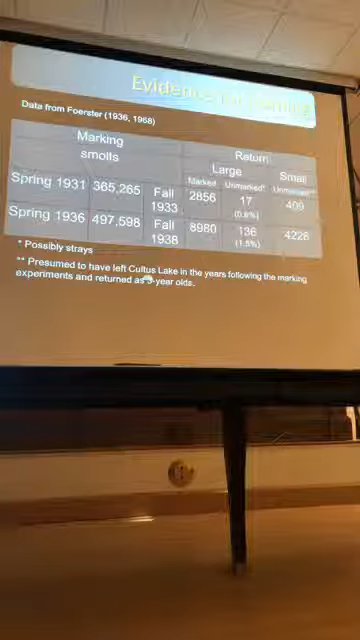 Evidence for homing
Data from Foerster (1936, 1968)
Marking Return
smolts Large Small
Marked Unmarked* Unmarked**
Spring 1931 365,265 Fall 1933 2856 17 (0.6%) 409
Spring 1936 497,598 Fall 1938 8980 136 (1.5%) 4226
* Possibly strays
** Presumed to have left Cultus Lake in the years following the marking
experiments and returned as 3-year olds.